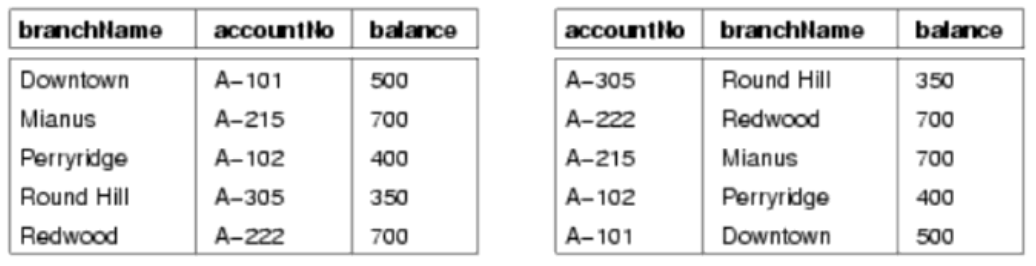 branchName accountNo balance
Downtown A-101 500
Mianus A-215 700
Perryridge A-102 400
Round Hill A-305 350
Redwood A-222 700
accountNo branchName balance
A-305 Round Hill 350
A-222 Redwood 700
A-215 Mianus 700
A-102 Perryridge 400
A-101 Downtown 500